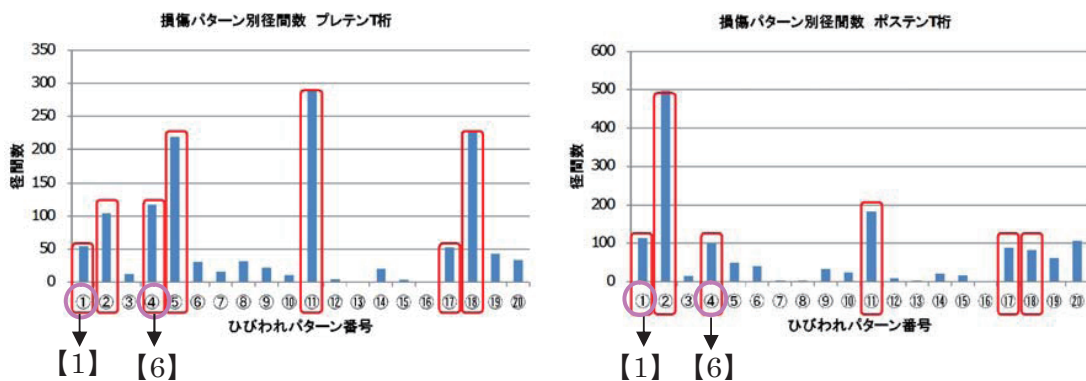 損傷パターン別径間数 プレテンT桁
350
300
250
200
150
100
50
0
径間数
① ② ③ ④ ⑤ ⑥ ⑦ ⑧ ⑨ ⑩ ⑪ ⑫ ⑬ ⑭ ⑮ ⑯ ⑰ ⑱ ⑲ ⑳
ひびわれパターン番号
【1】 【6】
損傷パターン別径間数 ポステンT桁
600
500
400
300
200
100
0
径間数
① ② ③ ④ ⑤ ⑥ ⑦ ⑧ ⑨ ⑩ ⑪ ⑫ ⑬ ⑭ ⑮ ⑯ ⑰ ⑱ ⑲ ⑳
ひびわれパターン番号
【1】 【6】